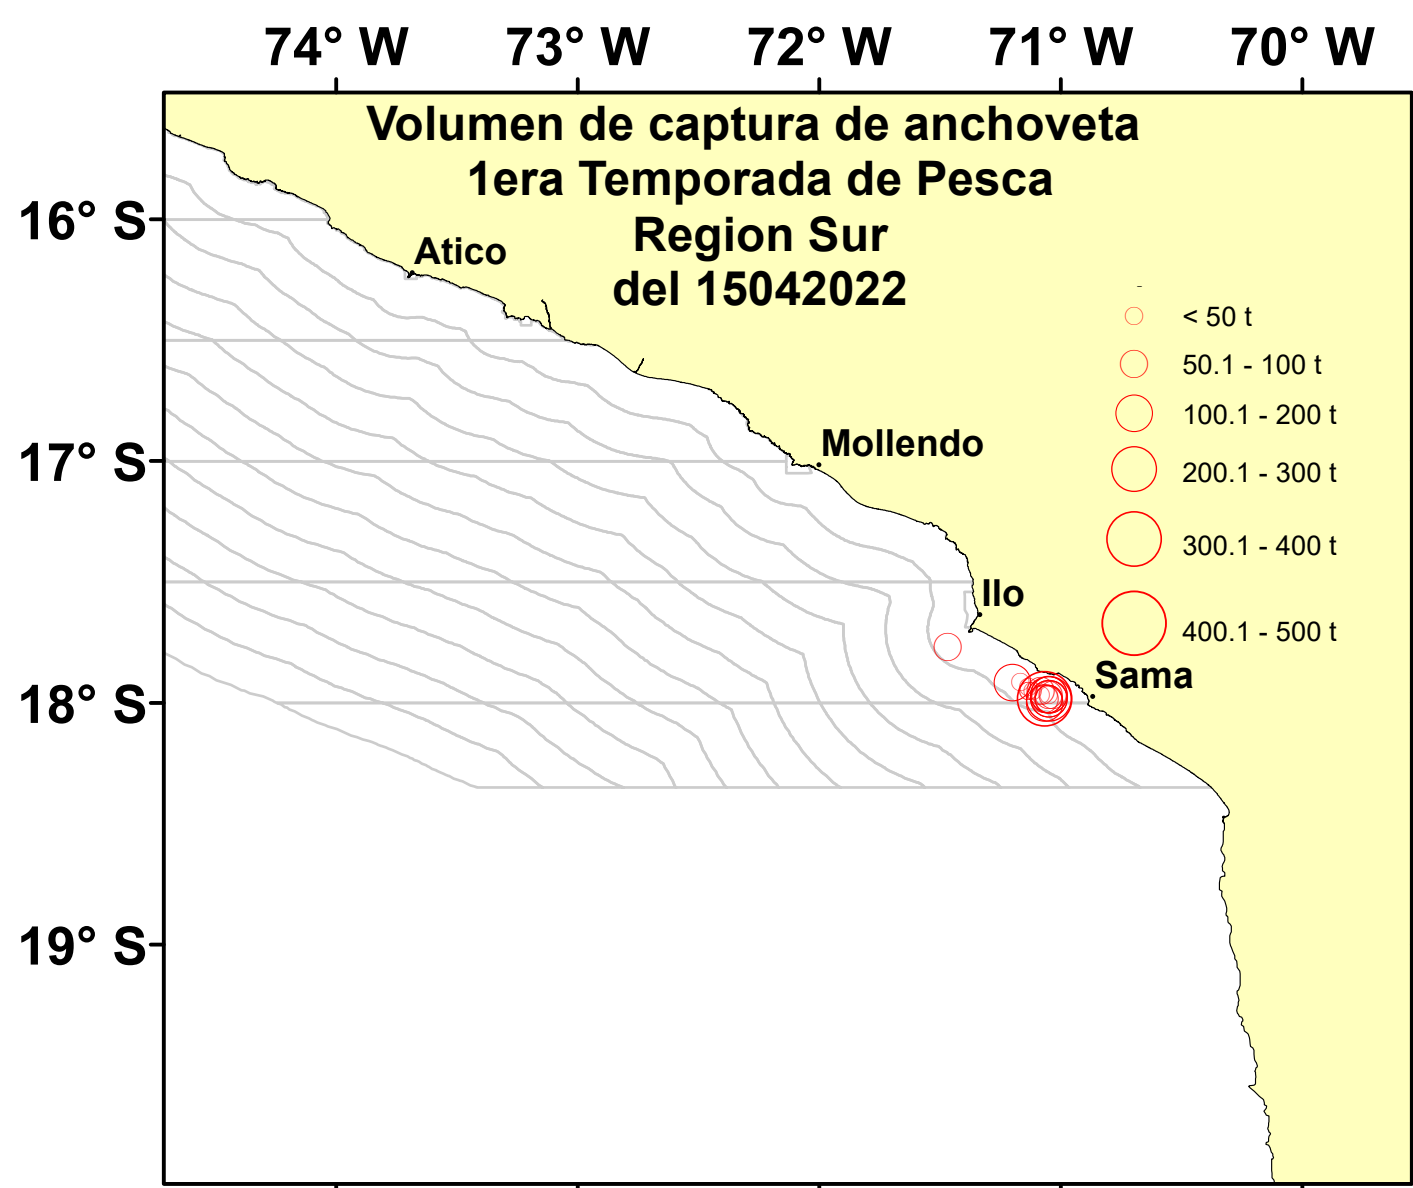 74° W 73° W 72° W 71° W 70° W
Volumen de captura de anchoveta
1era Temporada de Pesca
Region Sur
del 15042022
16° S
Atico
< 50 t
50.1 - 100 t
100.1 - 200 t
17° S
Mollendo
200.1 - 300 t
300.1 - 400 t
Ilo
400.1 - 500 t
Sama
18° S
19° S